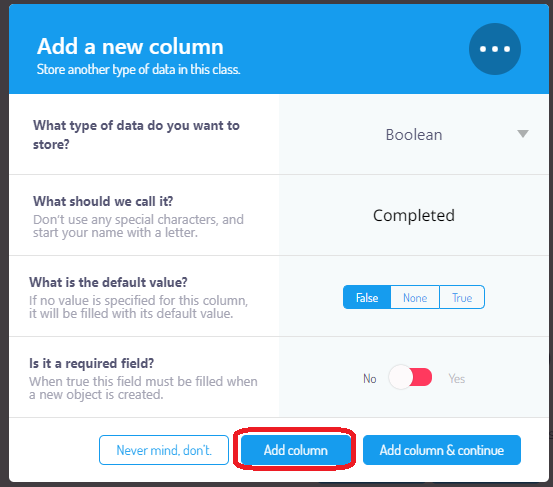 Add a new column
Store another type of data in this class.
What type of data do you want to
store?
Boolean
What should we call it?
Don't use any special characters, and
start your name with a letter.
Completed
What is the default value?
If no value is specified for this column,
it will be filled with its default value.
False None True
Is it a required field?
When true this field must be filled when
a new object is created.
No Yes
Never mind, don't. Add column Add column & continue